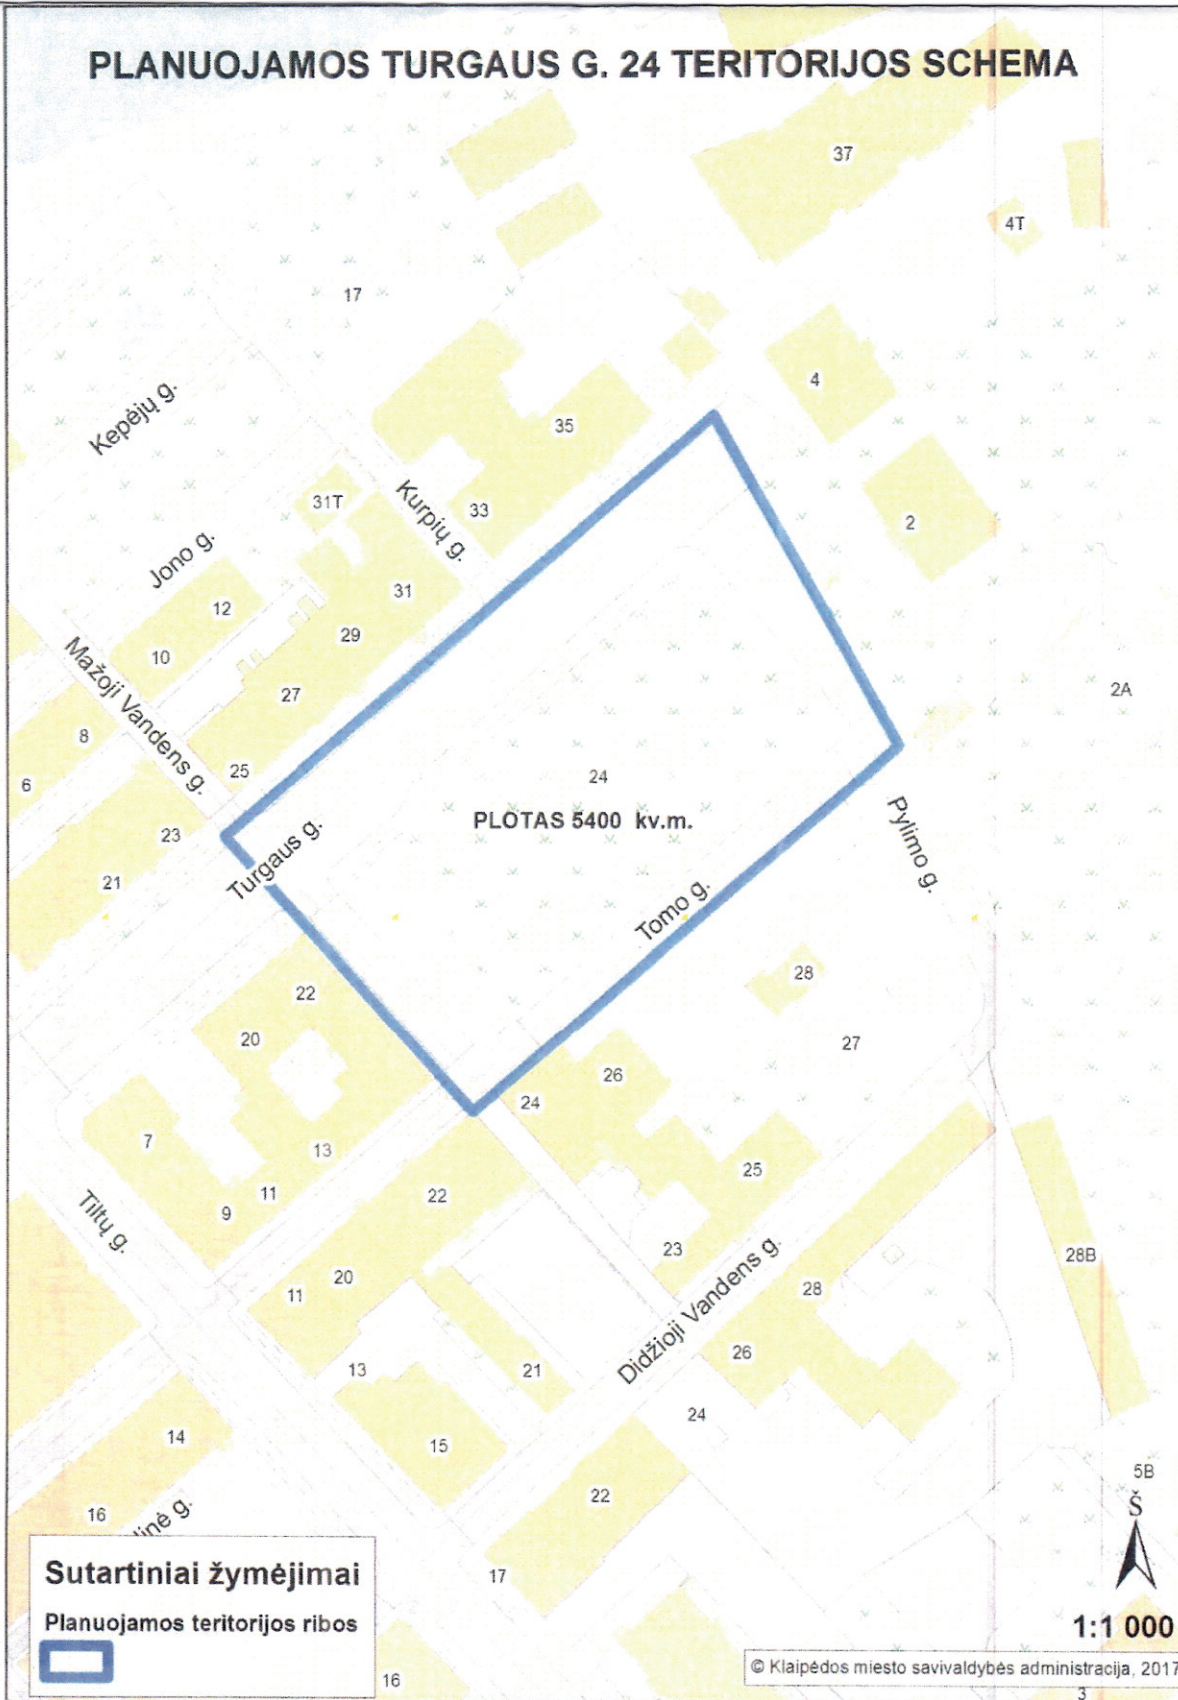 PLANUOJAMOS TURGAUS G. 24 TERITORIJOS SCHEMA
37
4T
17
4
Kepėjų g.
35
31T
Kurpių g.
33
2
Jono g.
31
12
29
10
Mažoji Vandens g.
27
2A
8
25
24
6
PLOTAS 5400 kv.m.
23
Turgaus g.
Pylimo g.
21
Tomo g.
28
22
20
27
26
24
7
13
25
11
22
9
Tiltų g.
23
28B
20
28
11
Didžioji Vandens g.
26
13
21
24
14
15
5B
22
16
linė g.
Š
Sutartiniai žymėjimai
17
Planuojamos teritorijos ribos
1:1 000
© Klaipėdos miesto savivaldybės administracija, 2017
16
3